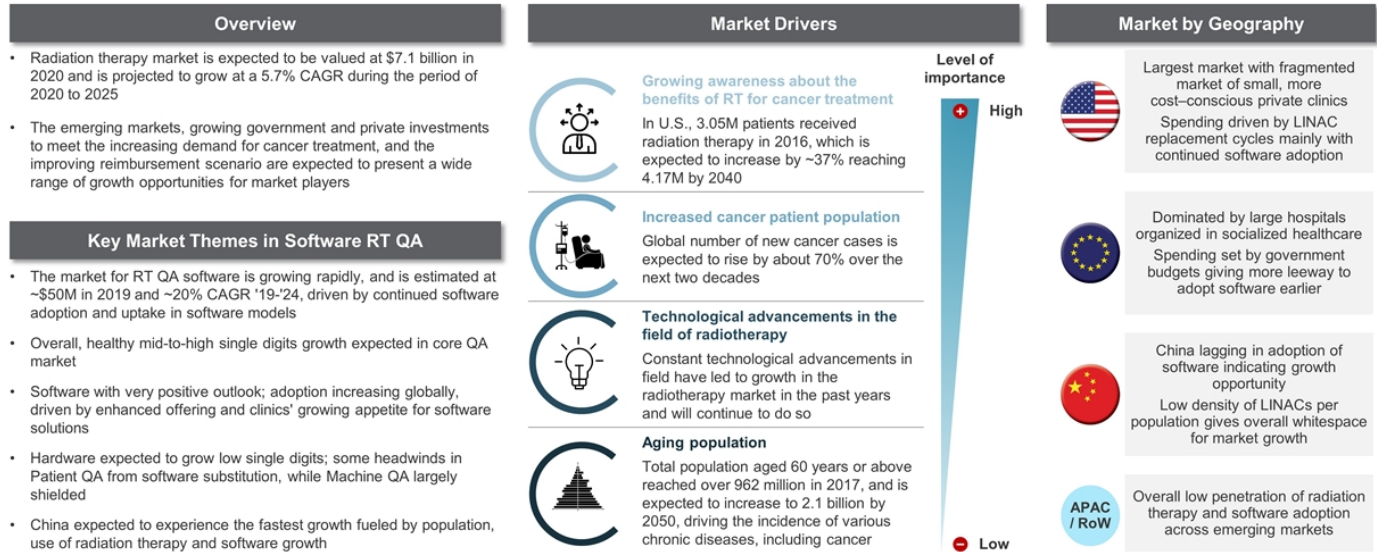 Overview
• Radiation therapy market is expected to be valued at $7.1 billion in
2020 and is projected to grow at a 5.7% CAGR during the period of
2020 to 2025
• The emerging markets, growing government and private investments
to meet the increasing demand for cancer treatment, and the
improving reimbursement scenario are expected to present a wide
range of growth opportunities for market players
Key Market Themes in Software RT QA
• The market for RT QA software is growing rapidly, and is estimated at
~$50M in 2019 and ~20% CAGR '19-'24, driven by continued software
adoption and uptake in software models
• Overall, healthy mid-to-high single digits growth expected in core QA
market
• Software with very positive outlook; adoption increasing globally,
driven by enhanced offering and clinics' growing appetite for software
solutions
• Hardware expected to grow low single digits; some headwinds in
Patient QA from software substitution, while Machine QA largely
shielded
• China expected to experience the fastest growth fueled by population,
use of radiation therapy and software growth
Market Drivers
Level of
importance
High
Low
Growing awareness about the
benefits of RT for cancer treatment
In U.S., 3.05M patients received
radiation therapy in 2016, which is
expected to increase by ~37% reaching
4.17M by 2040
Increased cancer patient population
Global number of new cancer cases is
expected to rise by about 70% over the
next two decades
Technological advancements in the
field of radiotherapy
Constant technological advancements in
field have led to growth in the
radiotherapy market in the past years
and will continue to do so
Aging population
Total population aged 60 years or above
reached over 962 million in 2017, and is
expected to increase to 2.1 billion by
2050, driving the incidence of various
chronic diseases, including cancer
Market by Geography
Largest market with fragmented
market of small, more
cost–conscious private clinics
Spending driven by LINAC
replacement cycles mainly with
continued software adoption
Dominated by large hospitals
organized in socialized healthcare
Spending set by government
budgets giving more leeway to
adopt software earlier
China lagging in adoption of
software indicating growth
opportunity
Low density of LINACs per
population gives overall whitespace
for market growth
APAC
/ RoW
Overall low penetration of radiation
therapy and software adoption
across emerging markets